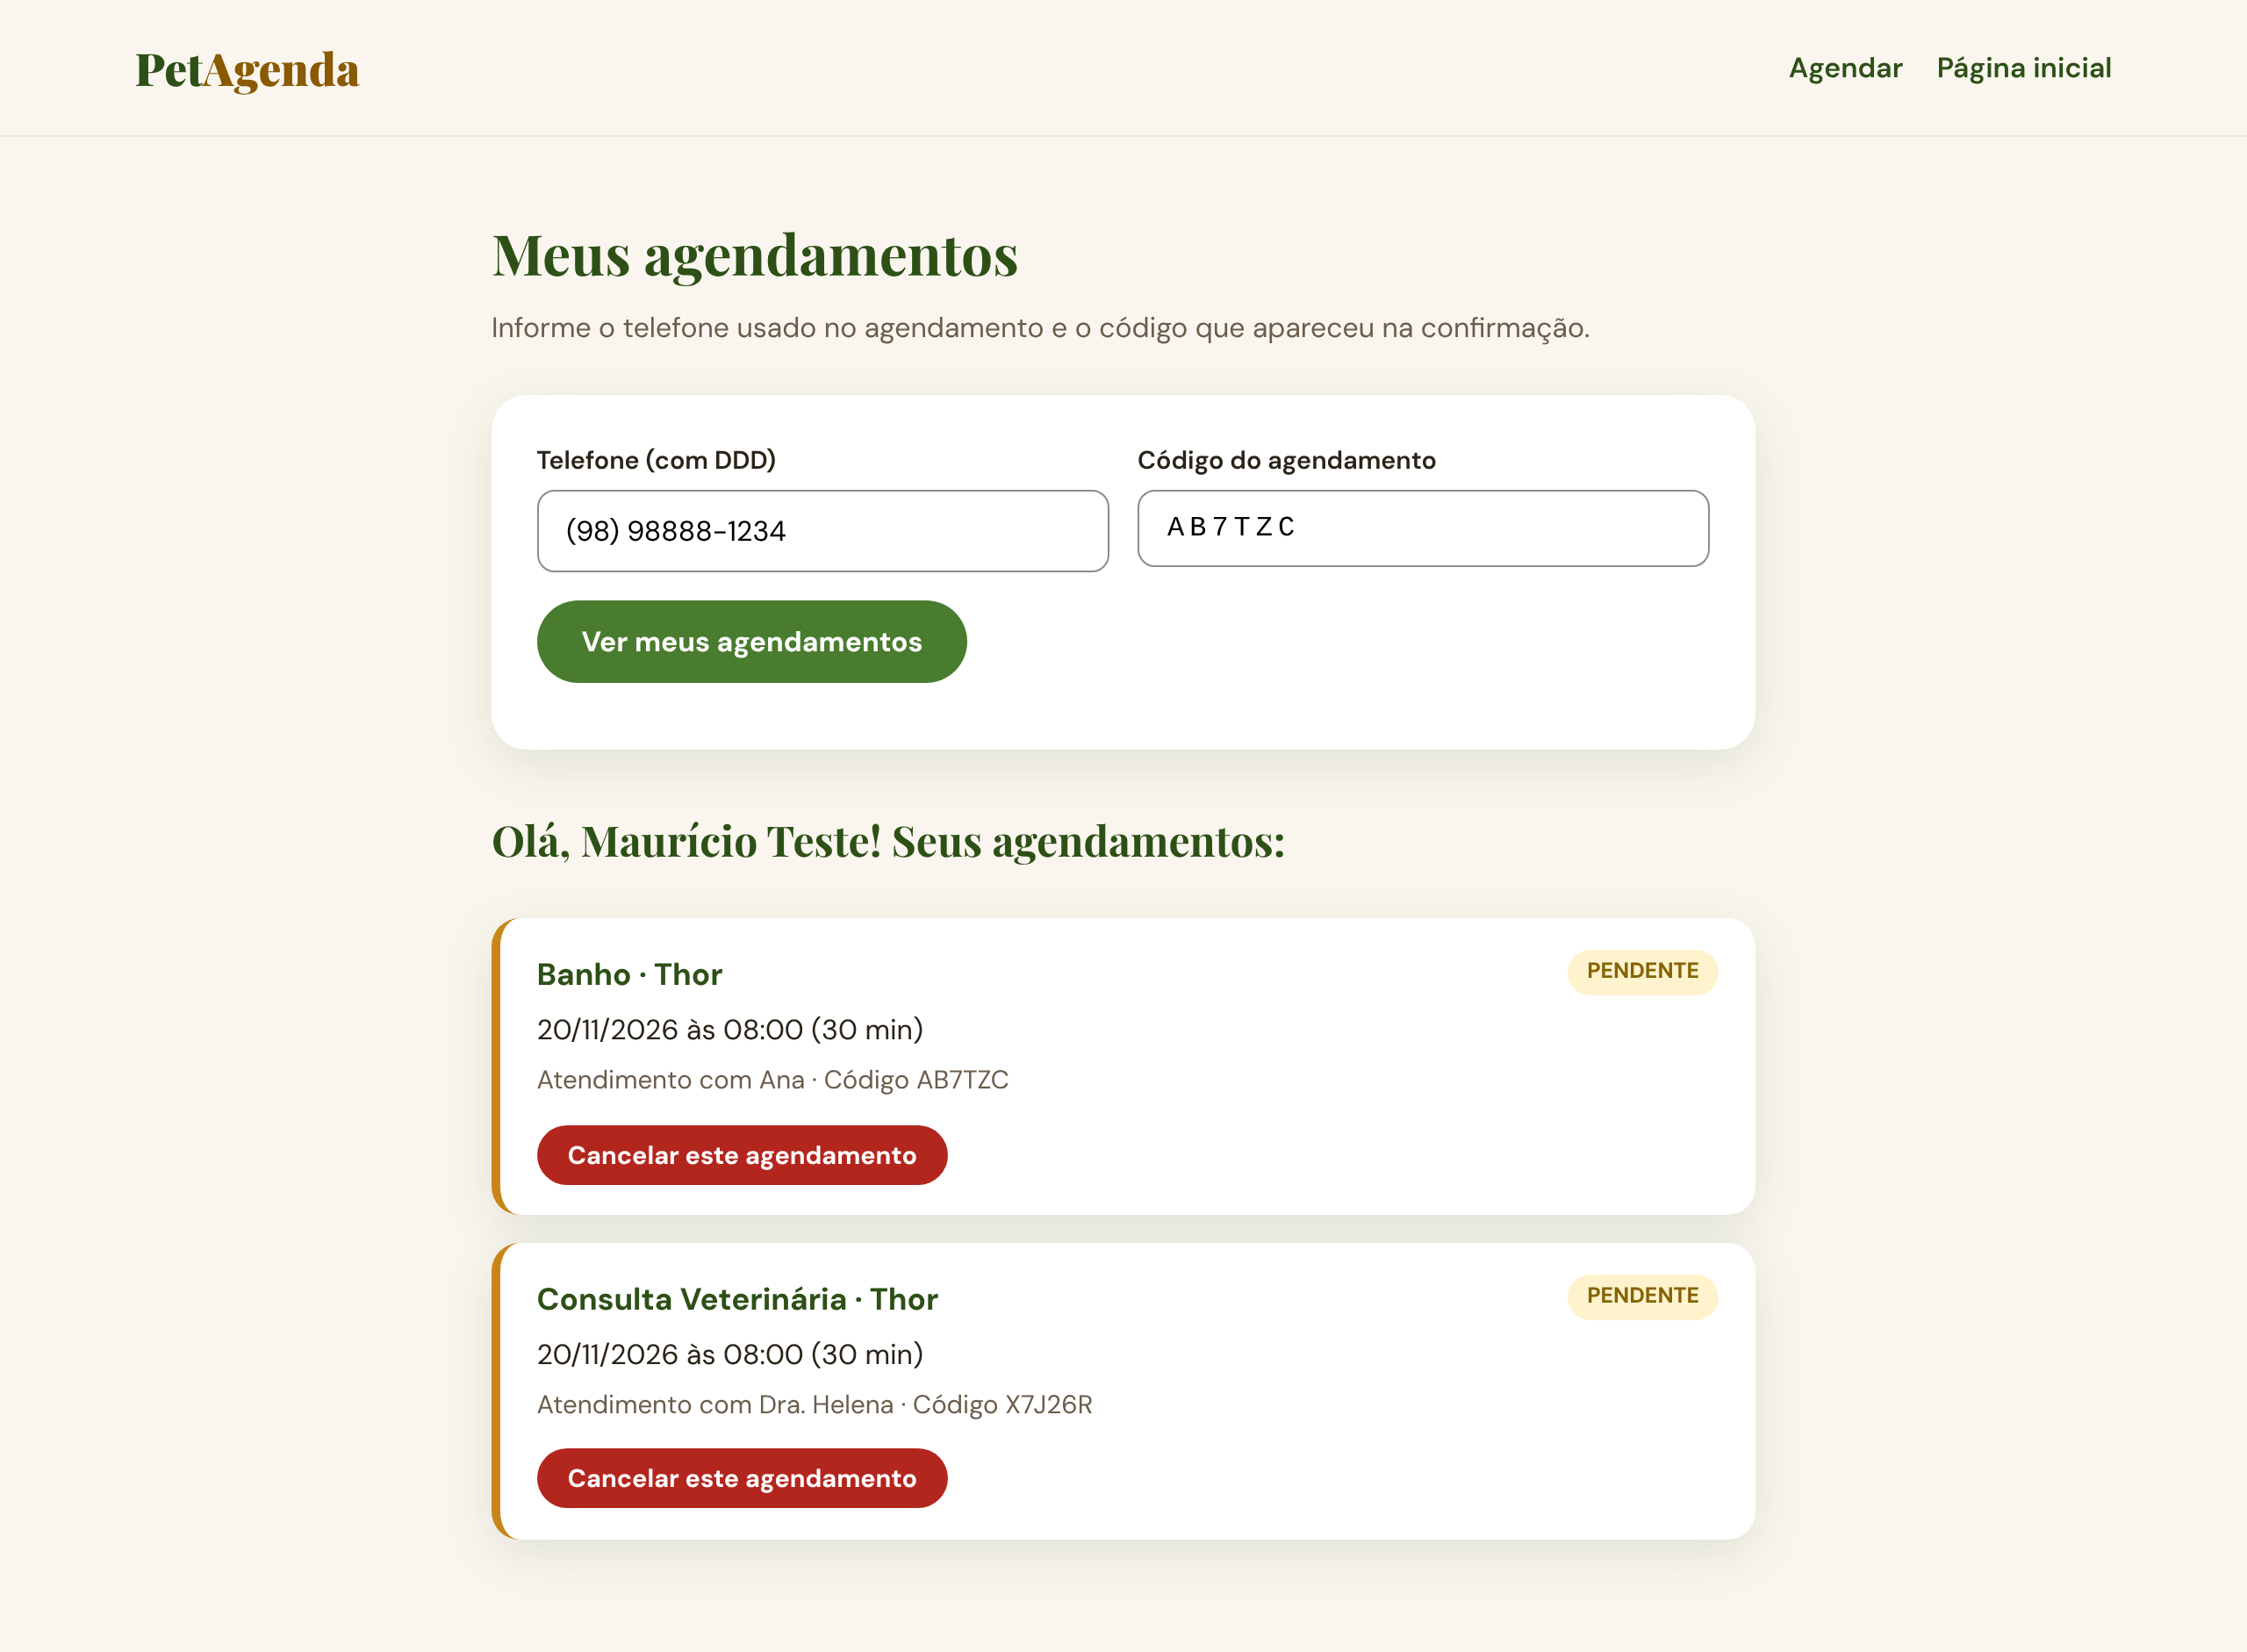 PetAgenda
Agendar
Página inicial
Meus agendamentos
Informe o telefone usado no agendamento e o código que apareceu na confirmação.
Telefone (com DDD)
Código do agendamento
(98) 98888-1234
AB7TZC
Ver meus agendamentos
Olá, Maurício Teste! Seus agendamentos:
Banho · Thor
PENDENTE
20/11/2026 às 08:00 (30 min)
Atendimento com Ana · Código AB7TZC
Cancelar este agendamento
Consulta Veterinária · Thor
PENDENTE
20/11/2026 às 08:00 (30 min)
Atendimento com Dra. Helena · Código X7J26R
Cancelar este agendamento